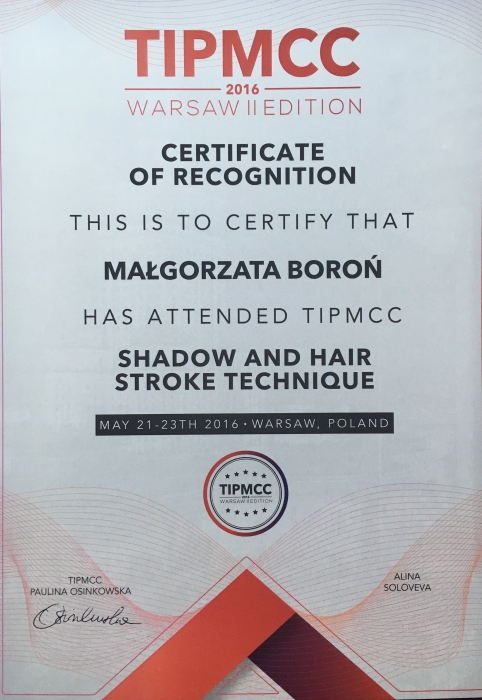 TIPMCC
2016
WARSAW II EDITION
CERTIFICATE
OF RECOGNITION
THIS IS TO CERTIFY THAT
MAŁGORZATA BOROŃ
HAS ATTENDED TIPMCC
SHADOW AND HAIR
STROKE TECHNIQUE
MAY 21-23TH 2016 • WARSAW, POLAND
TIPMCC
2016
WARSAW II EDITION
TIPMCC
PAULINA OSINKOWSKA
Osinkowska
ALINA
SOLOVEVA